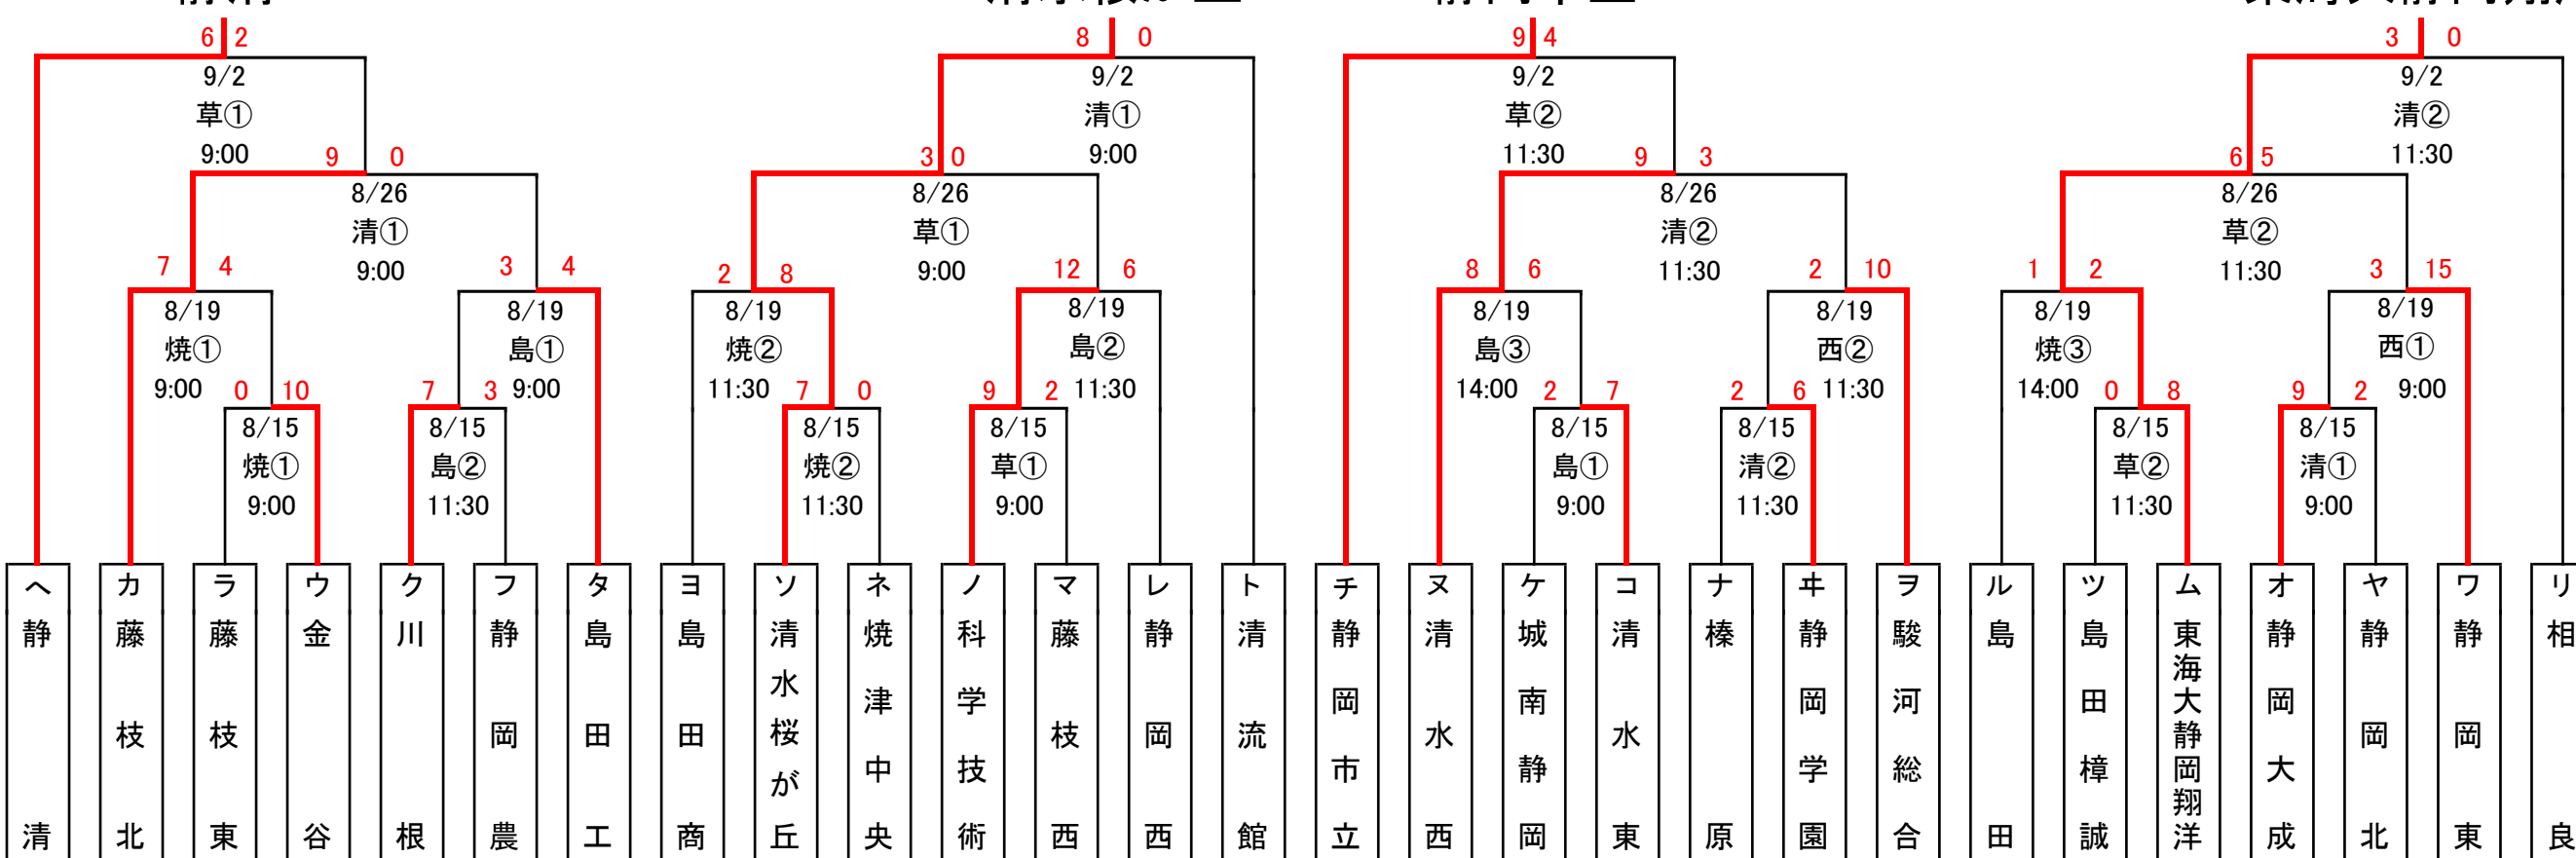 6 2
8 0
9 4
3 0
9/2
草①
9:00
9/2
清①
9:00
9/2
草②
11:30
9/2
清②
11:30
9 0
3 0
9 3
6 5
8/26
清①
9:00
8/26
草①
9:00
8/26
清②
11:30
8/26
草②
11:30
7 4
3 4
2 8
12 6
8 6
2 10
1 2
3 15
8/19
焼①
9:00
8/19
島①
9:00
8/19
焼②
11:30
8/19
島②
11:30
8/19
島③
14:00
8/19
西②
11:30
8/19
焼③
14:00
8/19
西①
9:00
0 10
7 3
7 0
9 2
2 7
2 6
0 8
9 2
8/15
焼①
9:00
8/15
島②
11:30
8/15
焼②
11:30
8/15
草①
9:00
8/15
島①
9:00
8/15
清②
11:30
8/15
草②
11:30
8/15
清①
9:00
ヘ 静清
カ 藤枝北
ラ 藤枝東
ウ 金谷
ク 川根
フ 静岡農
タ 島田工
ヨ 島田商
ソ 清水桜が丘
ネ 焼津中央
ノ 科学技術
マ 藤枝西
レ 静岡西
ト 清流館
チ 静岡市立
ヌ 清水西
ケ 城南静岡
コ 清水東
ナ 榛原
ヰ 静岡学園
ヲ 駿河総合
ル 島田
ツ 島田樟誠
ム 東海大静岡翔洋
オ 静岡大成
ヤ 静岡北
ワ 静岡東
リ 相良